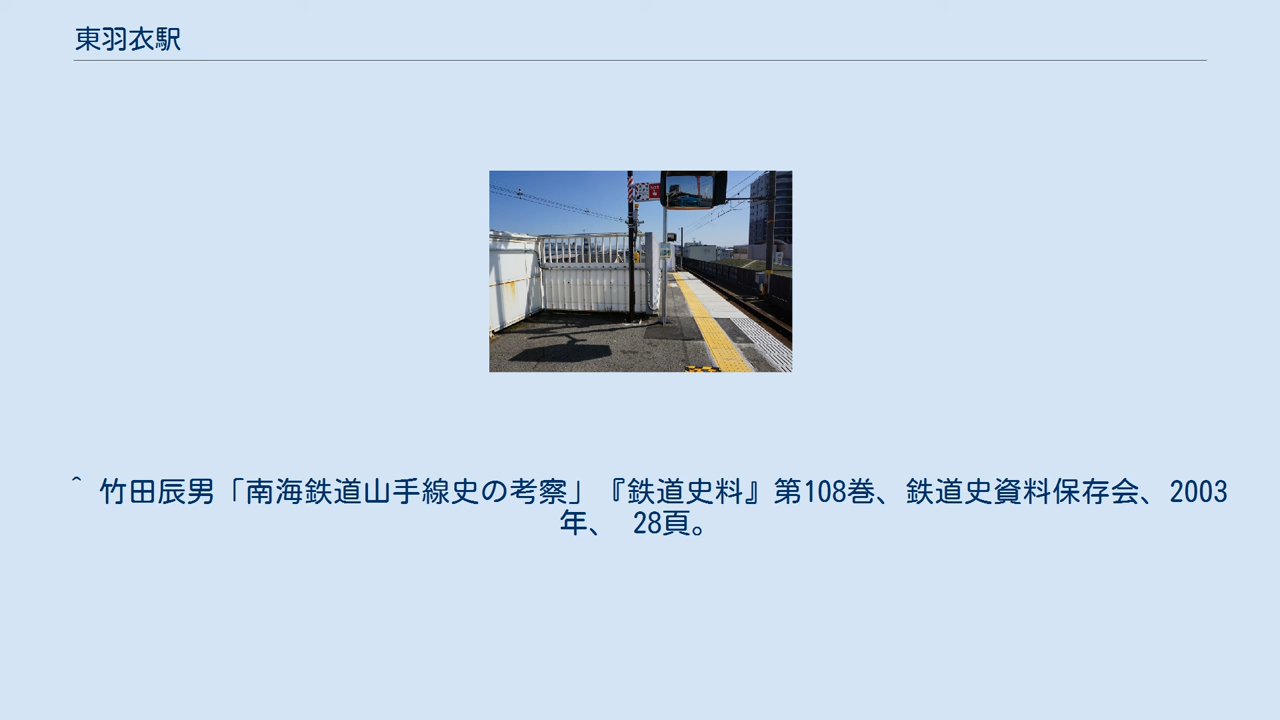 東羽衣駅
^ 竹田辰男「南海鉄道山手線史の考察」『鉄道史料』第108巻、鉄道史資料保存会、2003
年、 28頁。